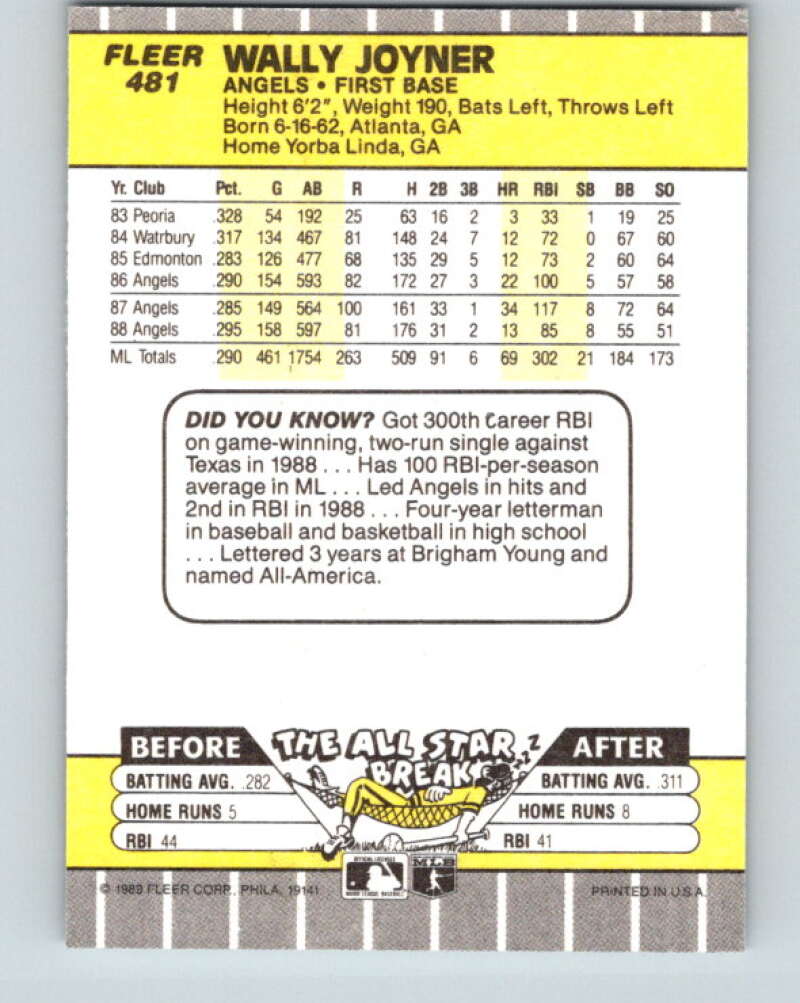 FLEER WALLY JOYNER
481 ANGELS • FIRST BASE
Height 6'2", Weight 190, Bats Left, Throws Left
Born 6-16-62, Atlanta, GA
Home Yorba Linda, GA
Yr. Club Pct. G AB R H 2B 3B HR RBI SB BB SO
83 Peoria .328 54 192 25 63 16 2 3 33 1 19 25
84 Watrbury .317 134 467 81 148 24 7 12 72 0 67 60
85 Edmonton .283 126 477 68 135 29 5 12 73 2 60 64
86 Angels .290 154 593 82 172 27 3 22 100 5 57 58
87 Angels .285 149 564 100 161 33 1 34 117 8 72 64
88 Angels .295 158 597 81 176 31 2 13 85 8 55 51
ML Totals .290 461 1754 263 509 91 6 69 302 21 184 173
DID YOU KNOW? Got 300th Career RBI
on game-winning, two-run single against
Texas in 1988 . . . Has 100 RBI-per-season
average in ML . . . Led Angels in hits and
2nd in RBI in 1988 . . . Four-year letterman
in baseball and basketball in high school
. . . Lettered 3 years at Brigham Young and
named All-America.
BEFORE THE ALL STAR BREAK ZZZ AFTER
BATTING AVG. .282 BATTING AVG. .311
HOME RUNS 5 HOME RUNS 8
RBI 44 RBI 41
MLB
© 1989 FLEER CORP., PHILA. 19141 PRINTED IN U.S.A.